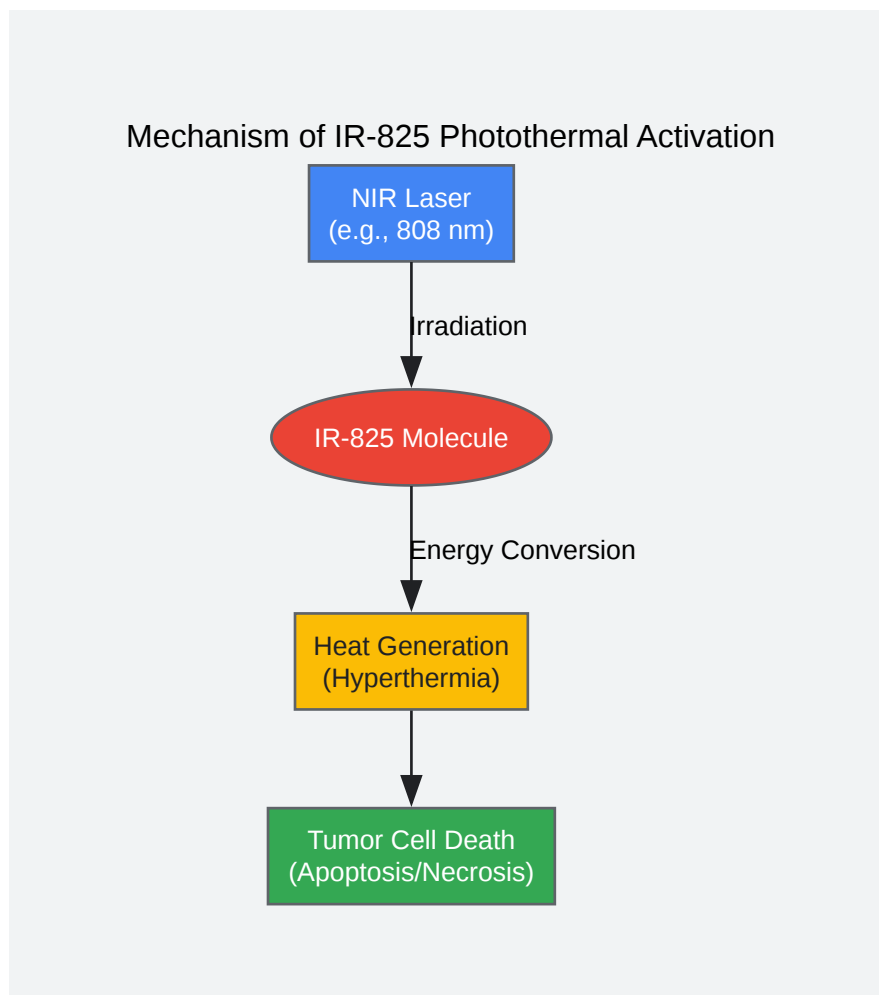 Mechanism of IR-825 Photothermal Activation
NIR Laser
(e.g., 808 nm)
Irradiation
IR-825 Molecule
Energy Conversion
Heat Generation
(Hyperthermia)
Tumor Cell Death
(Apoptosis/Necrosis)